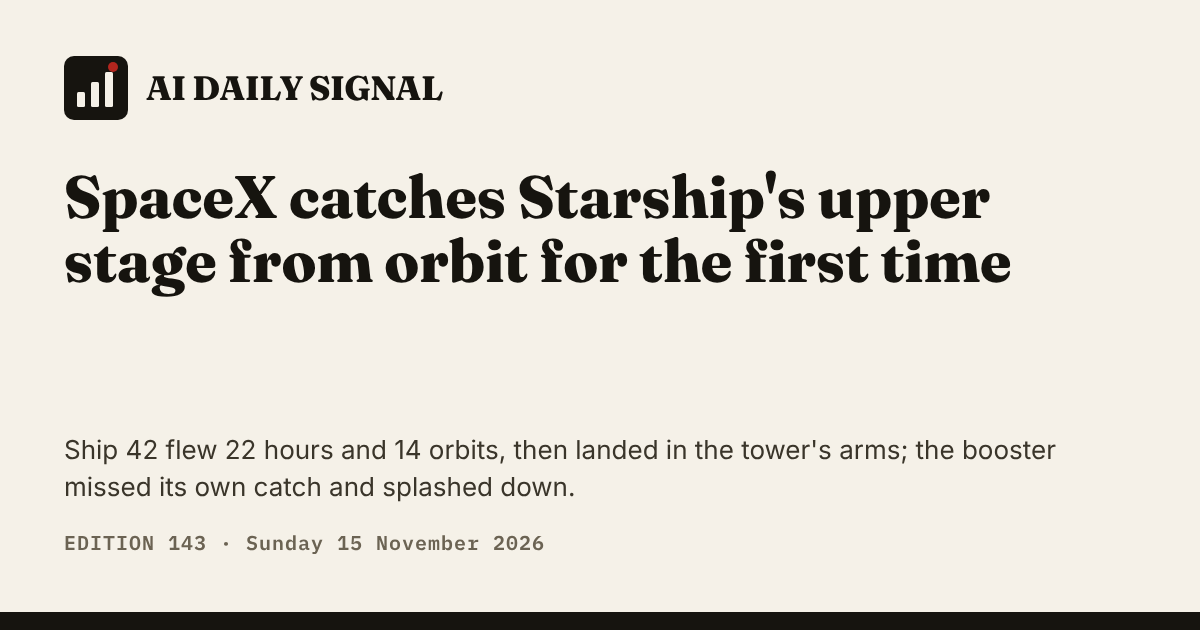 AI DAILY SIGNAL
SpaceX catches Starship's upper
stage from orbit for the first time
Ship 42 flew 22 hours and 14 orbits, then landed in the tower's arms; the booster
missed its own catch and splashed down.
EDITION 143 · Sunday 15 November 2026